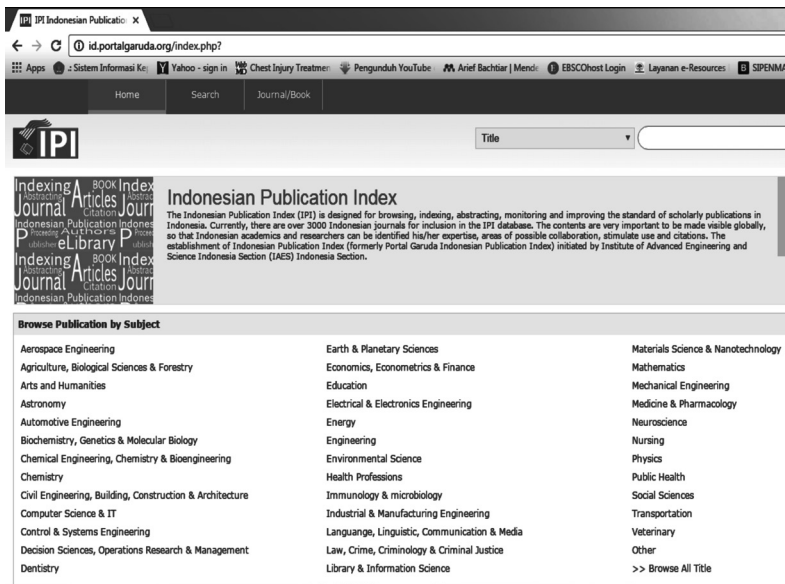 IPI Indonesian Publicatio
id.portalgaruda.org/index.php?
Apps
.: Sistem Informasi Ke
Yahoo - sign in
Chest Injury Treatmen
Pengunduh YouTube
Arief Bachtiar | Mende
EBSCOhost Login
Layanan e-Resources
SIPENMA
Home Search Journal/Book
IPI
Title
Indexing Articles BOOK Index
Abstracting Journal Citation Journ
Indonesian Publication Indones
Proceeding Authors
ublisher eLibrary ublish
Indexing Articles BOOK Index
Abstracting Journal Citation Journ
Indonesian Publication Indones
Indonesian Publication Index
The Indonesian Publication Index (IPI) is designed for browsing, indexing, abstracting, monitoring and improving the standard of scholarly publications in
Indonesia. Currently, there are over 3000 Indonesian journals for inclusion in the IPI database. The contents are very important to be made visible globally,
so that Indonesian academics and researchers can be identified his/her expertise, areas of possible collaboration, stimulate use and citations. The
establishment of Indonesian Publication Index (formerly Portal Garuda Indonesian Publication Index) initiated by Institute of Advanced Engineering and
Science Indonesia Section (IAES) Indonesia Section.
Browse Publication by Subject
Aerospace Engineering
Agriculture, Biological Sciences & Forestry
Arts and Humanities
Astronomy
Automotive Engineering
Biochemistry, Genetics & Molecular Biology
Chemical Engineering, Chemistry & Bioengineering
Chemistry
Civil Engineering, Building, Construction & Architecture
Computer Science & IT
Control & Systems Engineering
Decision Sciences, Operations Research & Management
Dentistry
Earth & Planetary Sciences
Economics, Econometrics & Finance
Education
Electrical & Electronics Engineering
Energy
Engineering
Environmental Science
Health Professions
Immunology & microbiology
Industrial & Manufacturing Engineering
Languange, Linguistic, Communication & Media
Law, Crime, Criminology & Criminal Justice
Library & Information Science
Materials Science & Nanotechnology
Mathematics
Mechanical Engineering
Medicine & Pharmacology
Neuroscience
Nursing
Physics
Public Health
Social Sciences
Transportation
Veterinary
Other
>> Browse All Title